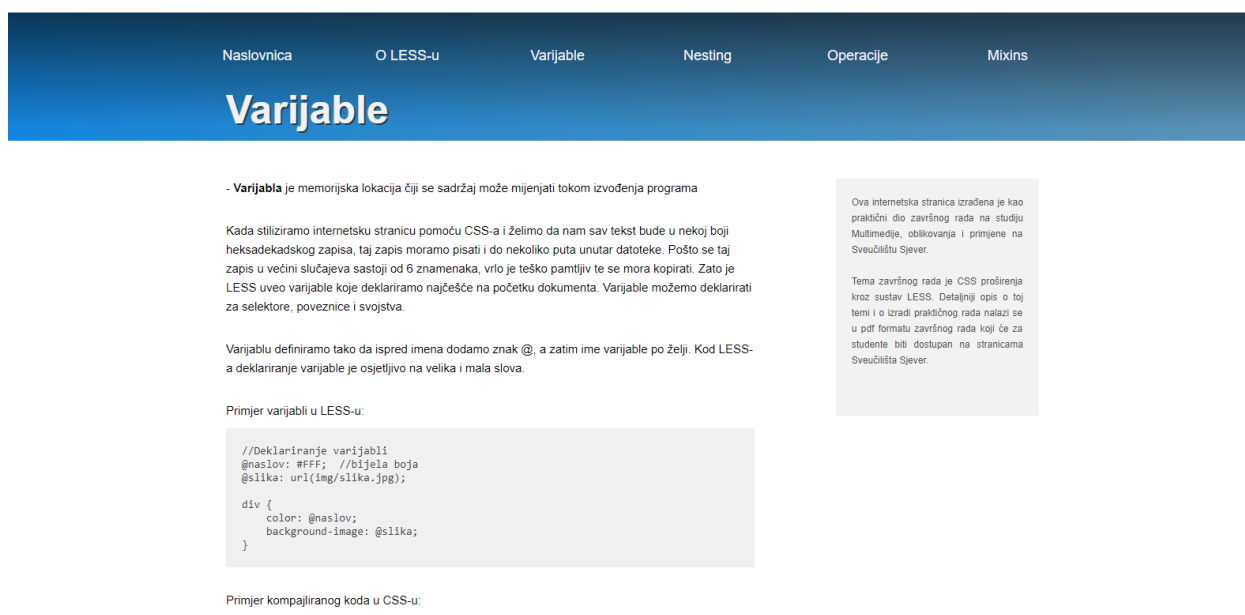 Naslovnica O LESS-u Varijable Nesting Operacije Mixins
Varijable
- Varijabla je memorijska lokacija čiji se sadržaj može mijenjati tokom izvođenja programa
Kada stiliziramo internetsku stranicu pomoću CSS-a i želimo da nam sav tekst bude u nekoj boji
heksadekadskog zapisa, taj zapis moramo pisati i do nekoliko puta unutar datoteke. Pošto se taj
zapis u većini slučajeva sastoji od 6 znamenaka, vrlo je teško pamtljiv te se mora kopirati. Zato je
LESS uveo varijable koje deklariramo najčešće na početku dokumenta. Varijable možemo deklarirati
za selektore, poveznice i svojstva.
Varijablu definiramo tako da ispred imena dodamo znak @, a zatim ime varijable po želji. Kod LESS-
a deklariranje varijable je osjetljivo na velika i mala slova.
Primjer varijabli u LESS-u:
//Deklariranje varijabli
@naslov: #FFF;  //bijela boja
@slika: url(img/slika.jpg);
div {
    color: @naslov;
    background-image: @slika;
}
Primjer kompajliranog koda u CSS-u:
Ova internetska stranica izrađena je kao
praktični dio završnog rada na studiju
Multimedije, oblikovanja i primjene na
Sveučilištu Sjever.
Tema završnog rada je CSS proširenja
kroz sustav LESS. Detaljniji opis o toj
temi i o izradi praktičnog rada nalazi se
u pdf formatu završnog rada koji će za
studente biti dostupan na stranicama
Sveučilišta Sjever.